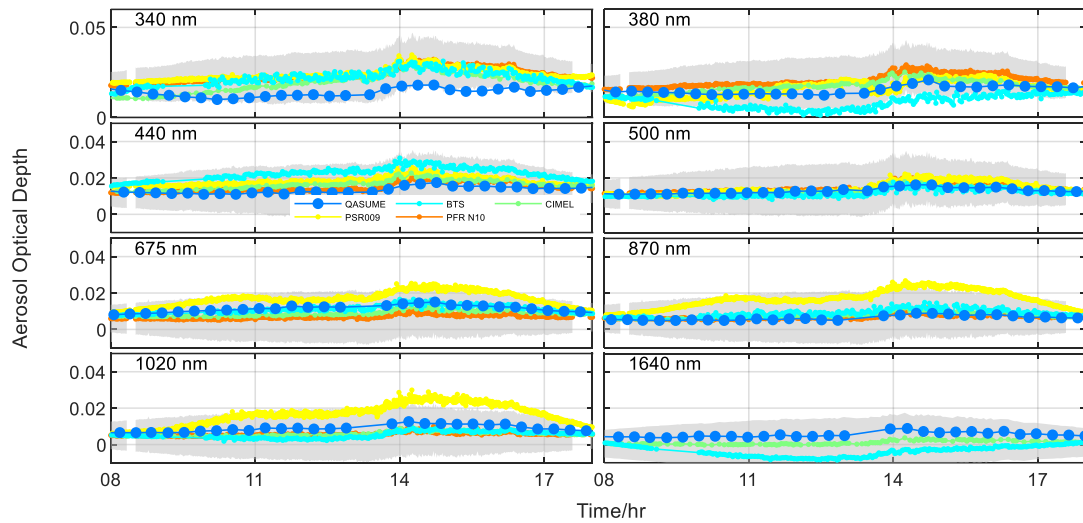 340 nm
380 nm
0.05
0
440 nm
500 nm
0.04
0.02
0
QASUME
BTS
CIMEL
PSR009
PFR N10
675 nm
870 nm
0.04
0.02
0
1020 nm
1640 nm
0.04
0.02
0
08
11
14
17
08
11
14
17
Aerosol Optical Depth
Time/hr